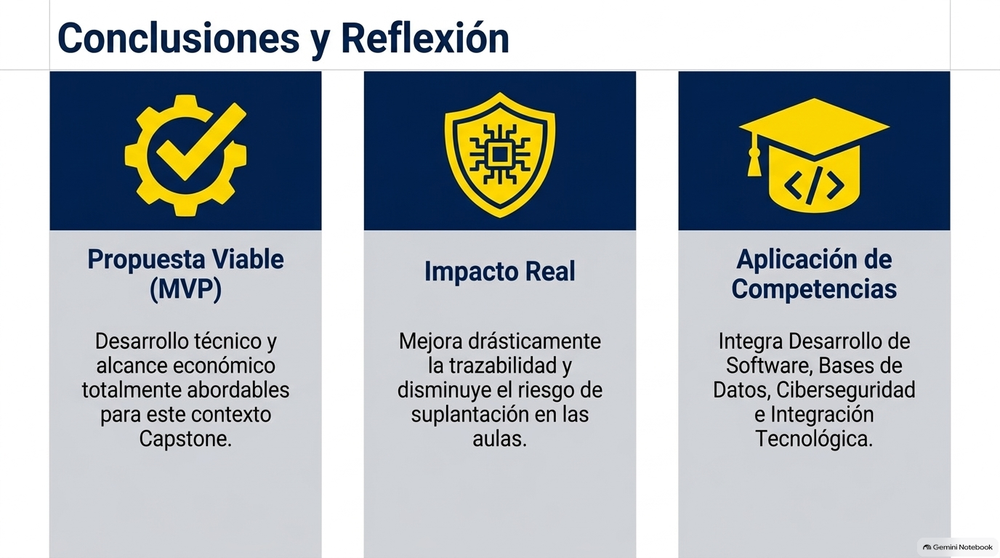 Conclusiones y Reflexión
Propuesta Viable
(MVP)
Desarrollo técnico y
alcance económico
totalmente abordables
para este contexto
Capstone.
Impacto Real
Mejora drásticamente
la trazabilidad y
disminuye el riesgo de
suplantación en las
aulas.
Aplicación de
Competencias
Integra Desarrollo de
Software, Bases de
Datos, Ciberseguridad
e Integración
Tecnológica.
Gemini Notebook